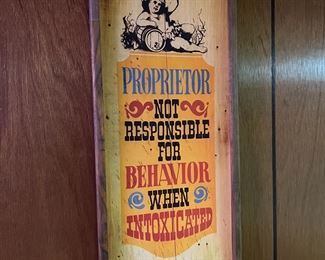 PROPRIETOR
NOT
RESPONSIBLE
FOR
BEHAVIOR
WHEN
INTOXICATED